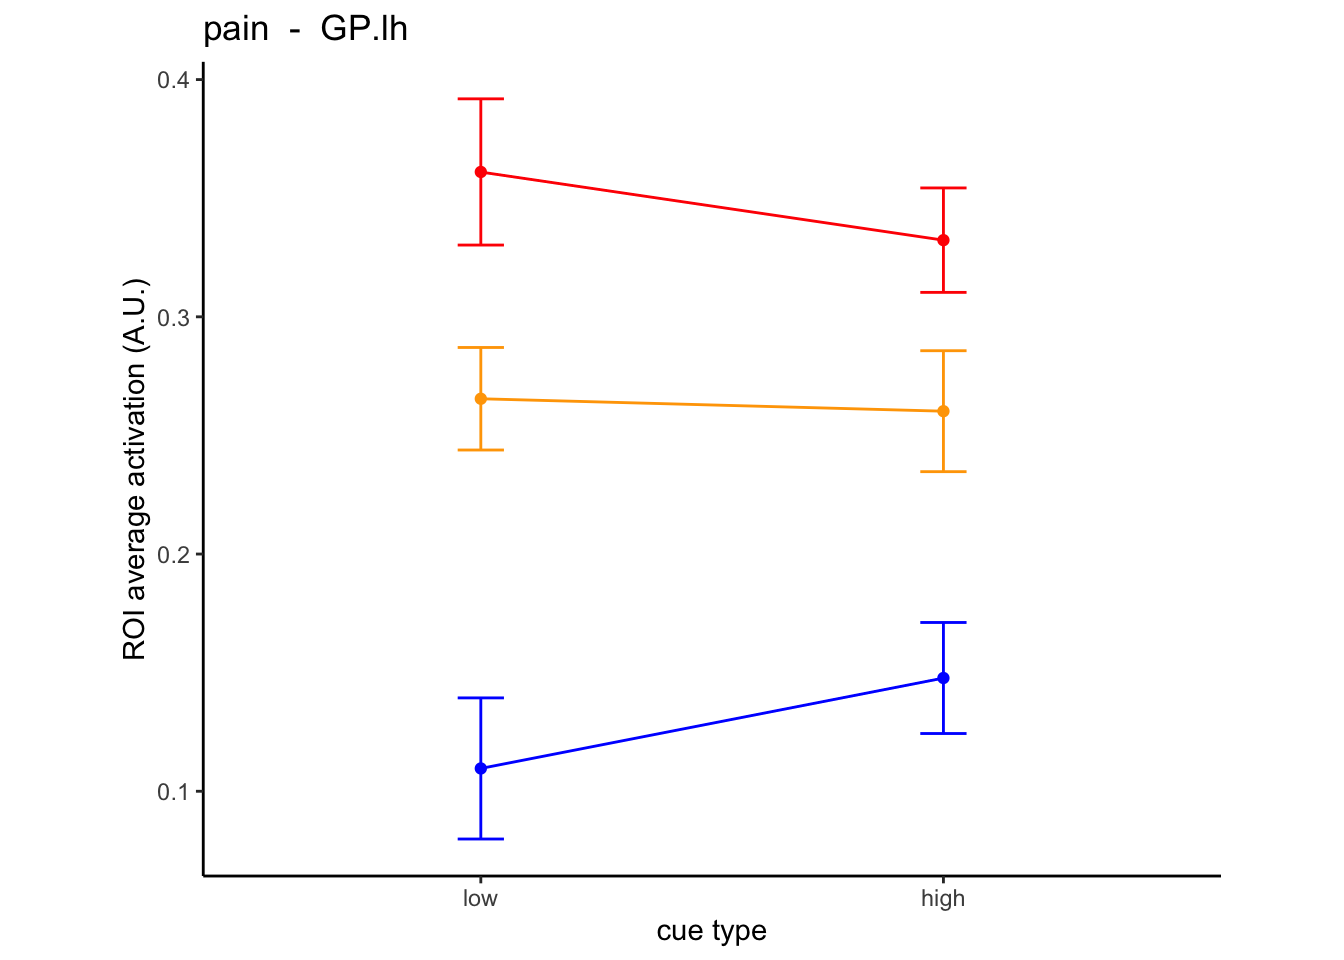 pain - GP.lh
ROI average activation (A.U.)
0.4
0.3
0.2
0.1
low high
cue type